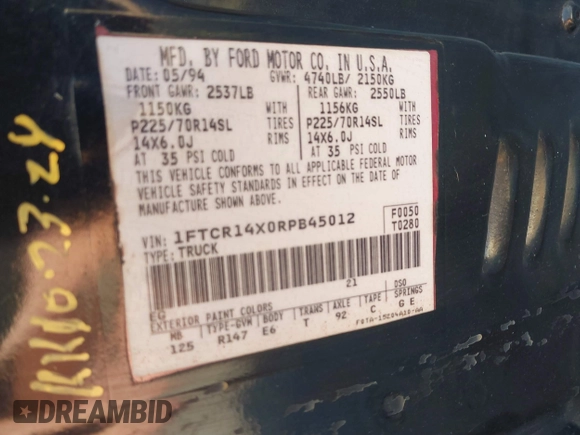 MFD. BY FORD MOTOR CO. IN U.S.A.
DATE: 05/94 GVWR: 4740LB/ 2150KG
FRONT GAWR: 2537LB REAR GAWR: 2550LB
1150KG WITH 1156KG WITH
P225/70R14SL TIRES P225/70R14SL TIRES
14X6.0J RIMS 14X6.0J RIMS
AT 35 PSI COLD AT 35 PSI COLD
THIS VEHICLE CONFORMS TO ALL APPLICABLE FEDERAL MOTOR
VEHICLE SAFETY STANDARDS IN EFFECT ON THE DATE OF
MANUFACTURE SHOWN ABOVE.
VIN: 1FTCR14X0RPB45012 F0050
TYPE: TRUCK T0280
21
EG DSO
EXTERIOR PAINT COLORS
MB TYPE-GVW BODY TRANS AXLE TAPE SPRINGS
125 R147 E6 T 92 C G E
DREAMBID